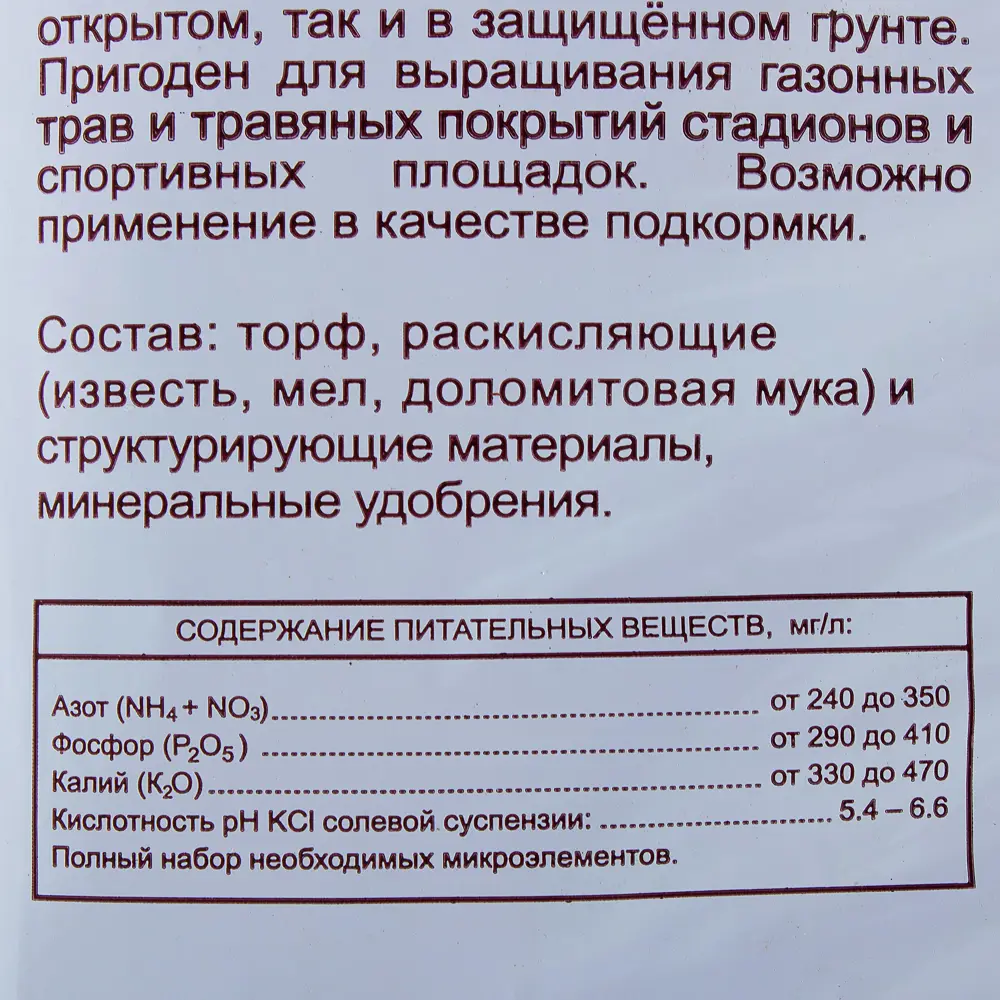 открытом, так и в защищённом грунте.
Пригоден для выращивания газонных
трав и травяных покрытий стадионов и
спортивных площадок. Возможно
применение в качестве подкормки.
Состав: торф, раскисляющие
(известь, мел, доломитовая мука) и
структурирующие материалы,
минеральные удобрения.
СОДЕРЖАНИЕ ПИТАТЕЛЬНЫХ ВЕЩЕСТВ, мг/л:
Азот (NH₄ + NO₃)........ от 240 до 350
Фосфор (P₂O₅) ........ от 290 до 410
Калий (K₂O)........ от 330 до 470
Кислотность pH KCl солевой суспензии: ........ 5.4 – 6.6
Полный набор необходимых микроэлементов.